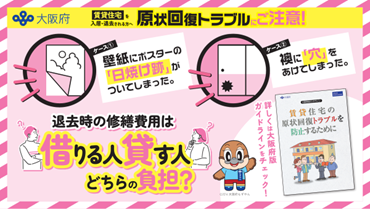 大阪府
賃貸住宅を
入居・退去される方へ
原状回復トラブルにご注意!
ケース①
壁紙にポスターの
「日焼け跡」が
ついてしまった。
ケース②
襖に「穴」を
あけてしまった。
退去時の修繕費用は
借りる人貸す人
どちらの負担?
詳しくは大阪府版
ガイドラインをチェック!
賃貸住宅の
原状回復トラブルを
防止するために